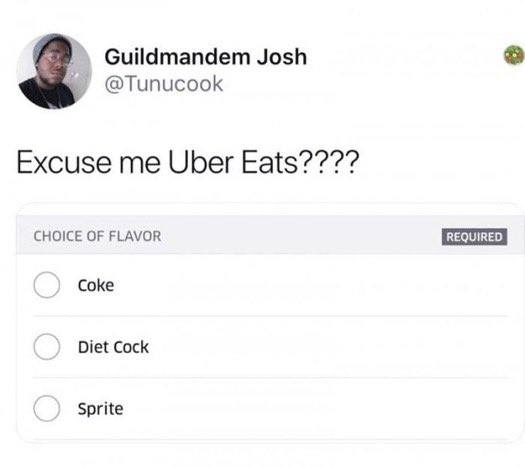 Guildmandem Josh
@Tunucook
Excuse me Uber Eats????
CHOICE OF FLAVOR REQUIRED
Coke
Diet Cock
Sprite